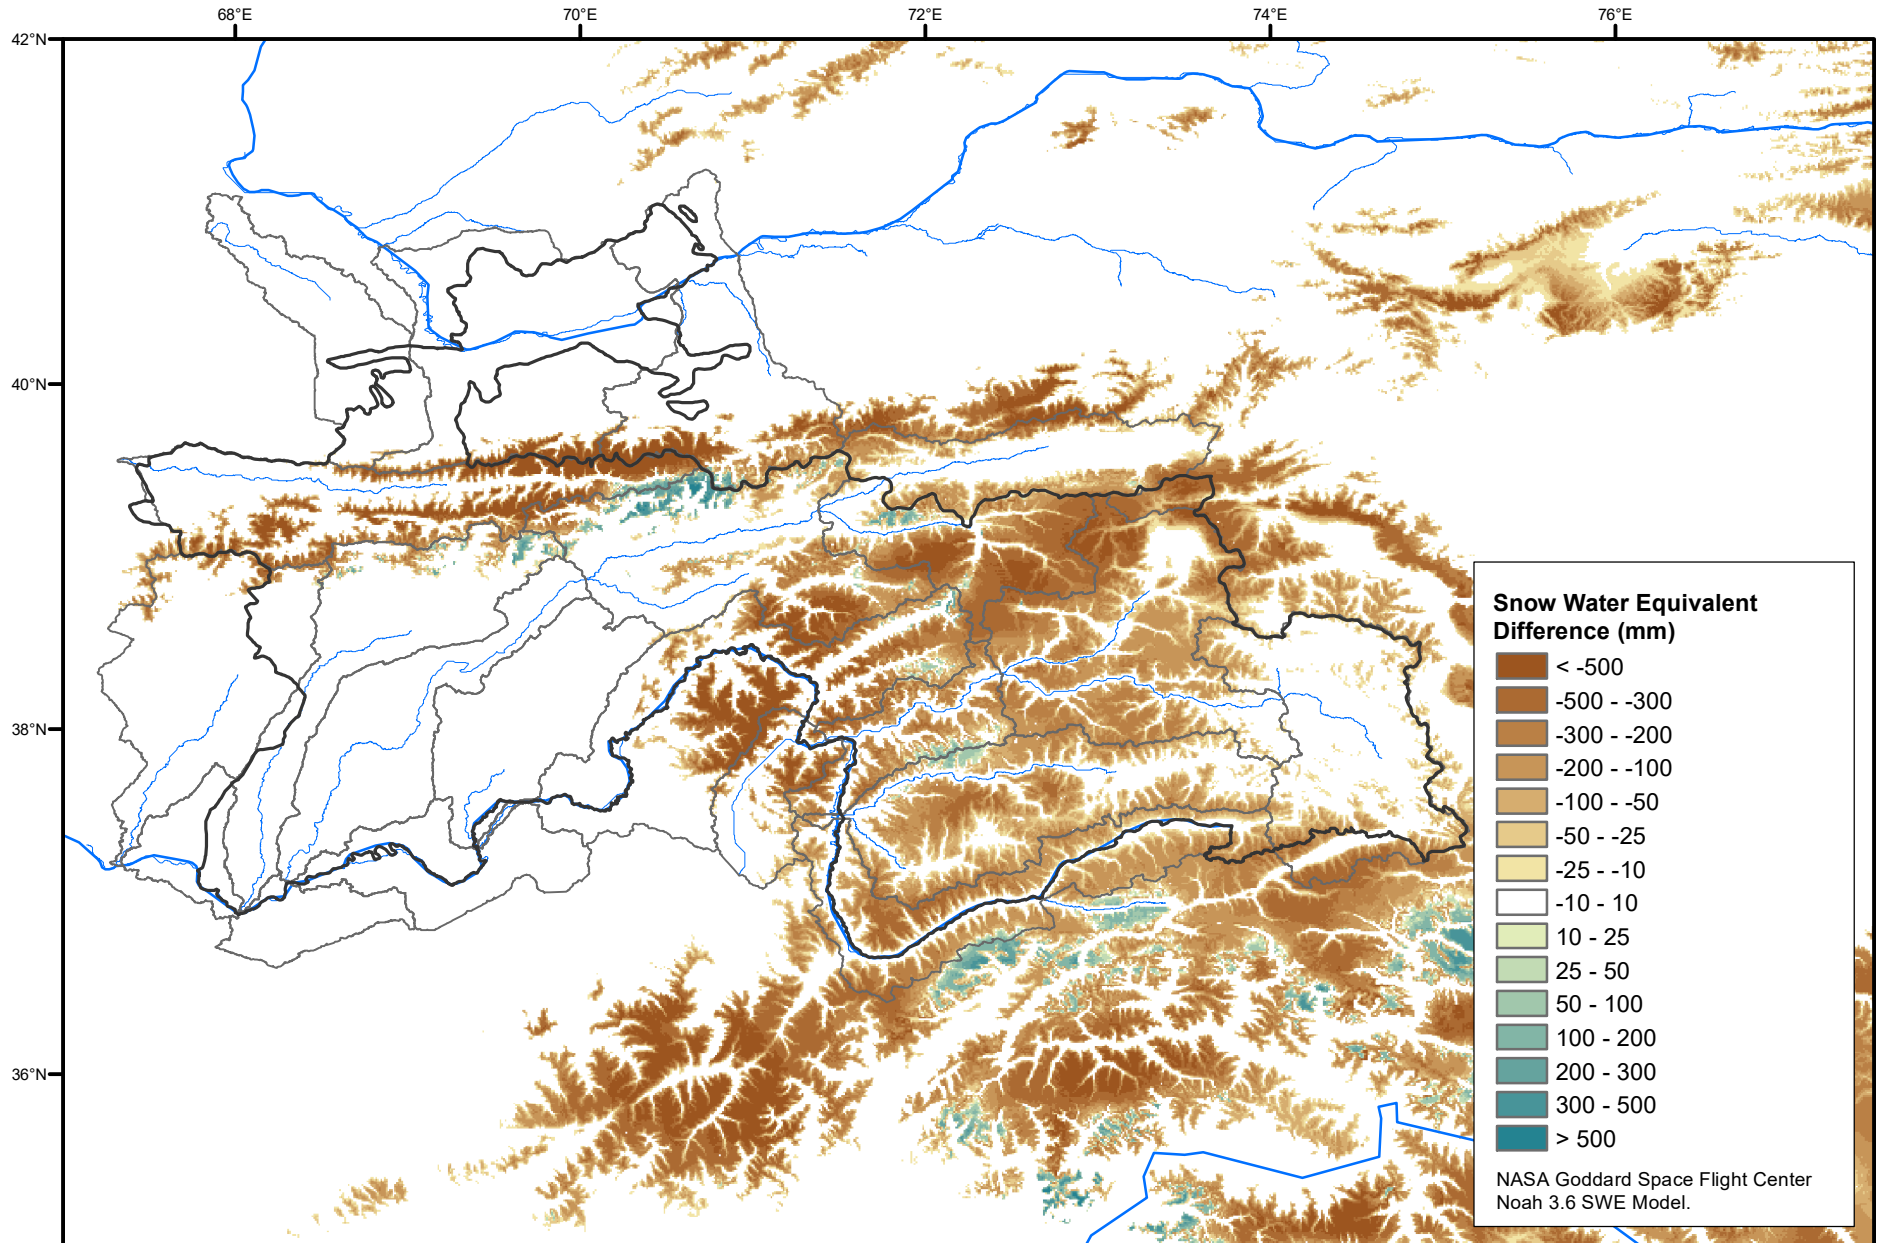 68°E
70°E
72°E
74°E
76°E
42°N
40°N
38°N
36°N
Snow Water Equivalent
Difference (mm)
< -500
-500 - -300
-300 - -200
-200 - -100
-100 - -50
-50 - -25
-25 - -10
-10 - 10
10 - 25
25 - 50
50 - 100
100 - 200
200 - 300
300 - 500
> 500
NASA Goddard Space Flight Center
Noah 3.6 SWE Model.